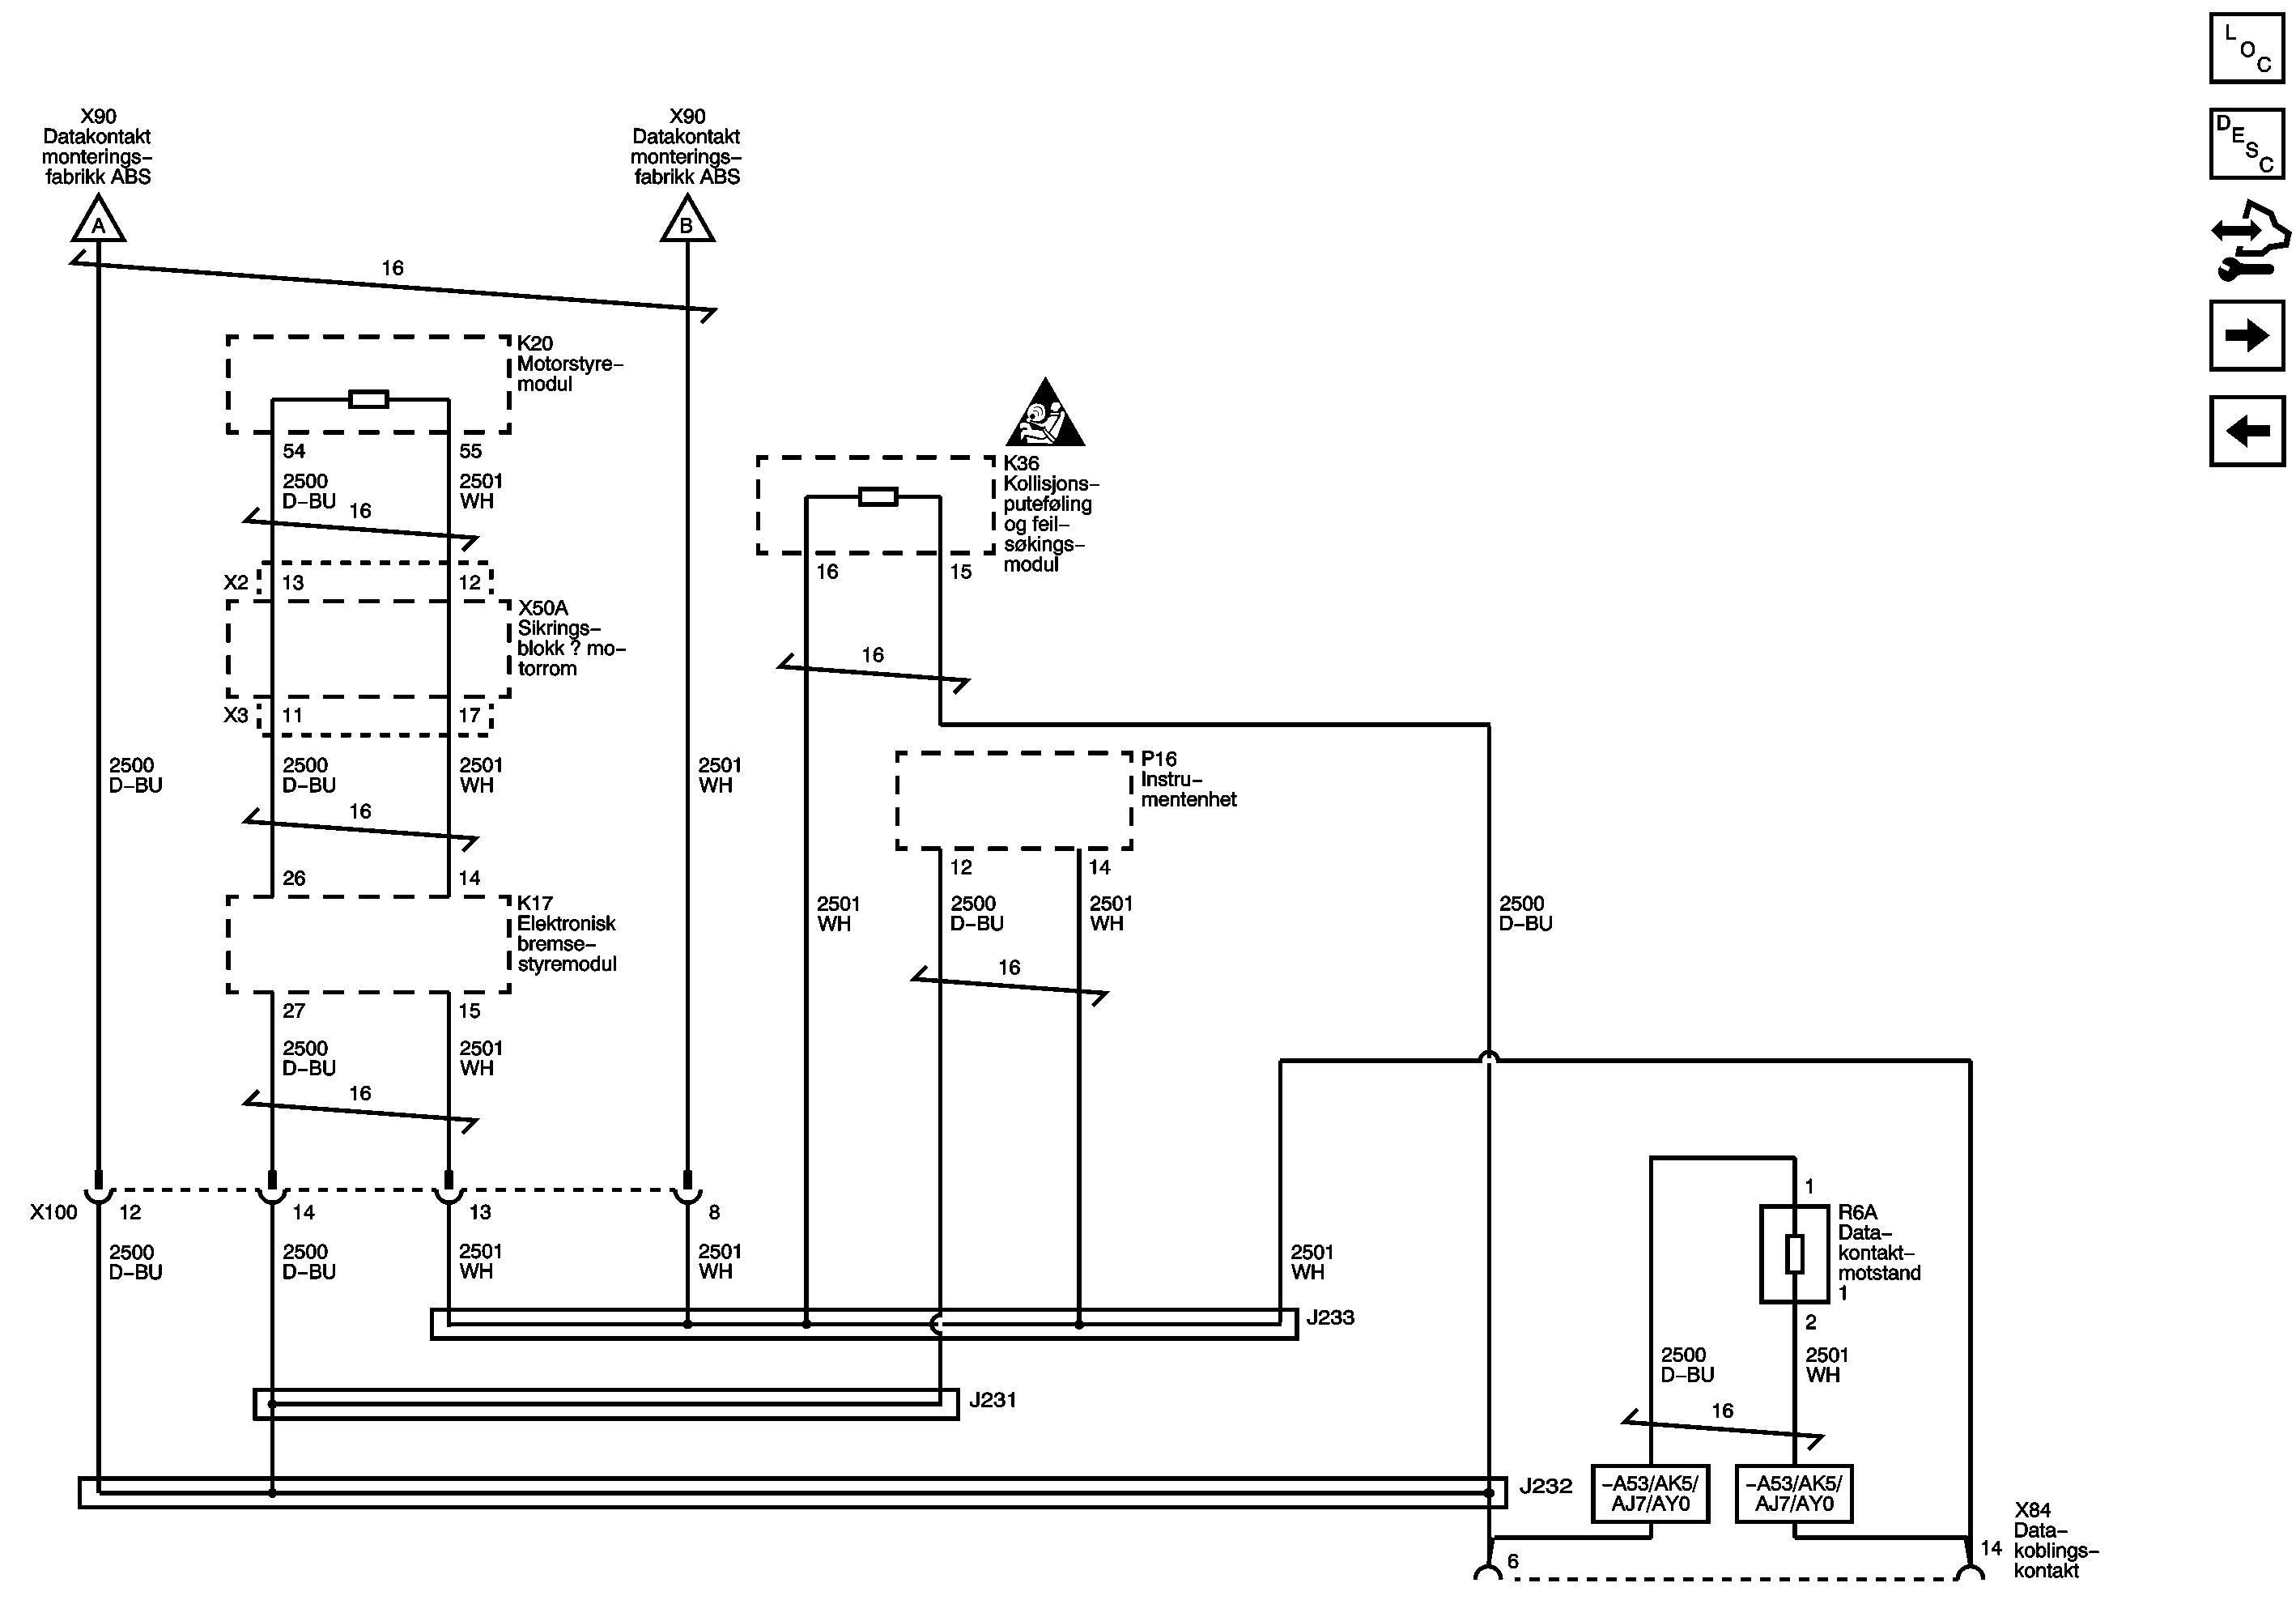 L
O
C
D
E
S
C
X90
Datakontakt
monterings–
fabrikk ABS
A
X90
Datakontakt
monterings–
fabrikk ABS
B
16
K20
Motorstyre–
modul
54
55
2500
D–BU
2501
WH
16
X2
13
12
X50A
Sikrings–
blokk ? mo–
torrom
X3
11
17
2500
D–BU
2500
D–BU
2501
WH
2501
WH
16
26
14
K17
Elektronisk
bremse–
styremodul
27
15
2500
D–BU
2501
WH
16
K36
Kollisjons–
puteføling
og feil–
søkings–
modul
16
15
16
P16
Instru–
mentenhet
12
14
2501
WH
2500
D–BU
2501
WH
2500
D–BU
16
X100
12
14
13
8
2500
D–BU
2500
D–BU
2501
WH
2501
WH
2501
WH
J233
J231
J232
1
R6A
Data–
kontakt–
motstand
1
2
2500
D–BU
2501
WH
16
–A53/AK5/
AJ7/AY0
–A53/AK5/
AJ7/AY0
6
14
X84
Data–
koblings–
kontakt